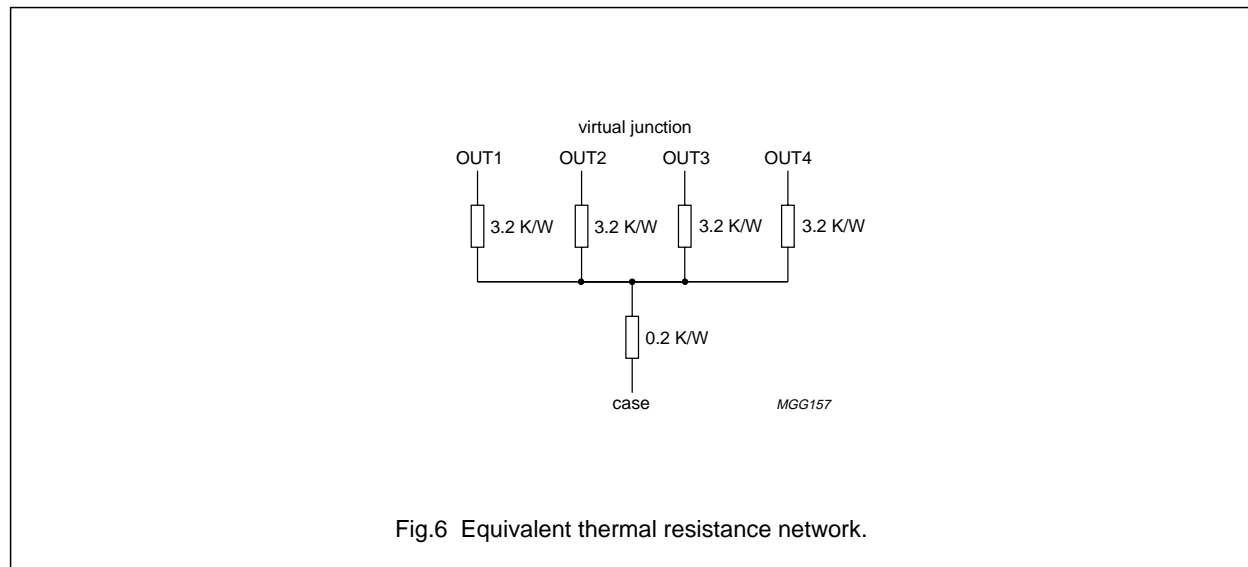 virtual junction
OUT1 OUT2 OUT3 OUT4
3.2 K/W 3.2 K/W 3.2 K/W 3.2 K/W
0.2 K/W
case MGG157
Fig.6 Equivalent thermal resistance network.